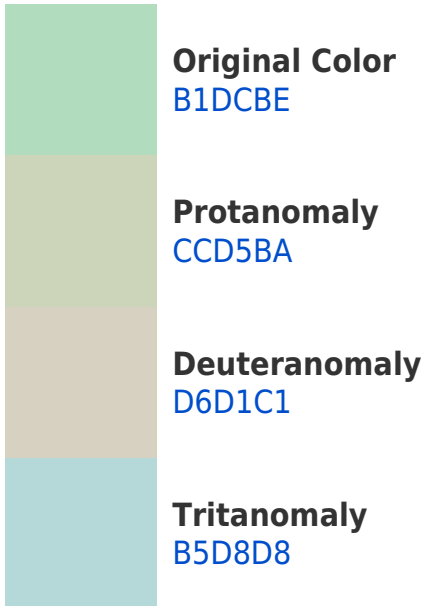 Original Color
B1DCBE
Protanomaly
CCD5BA
Deuteranomaly
D6D1C1
Tritanomaly
B5D8D8